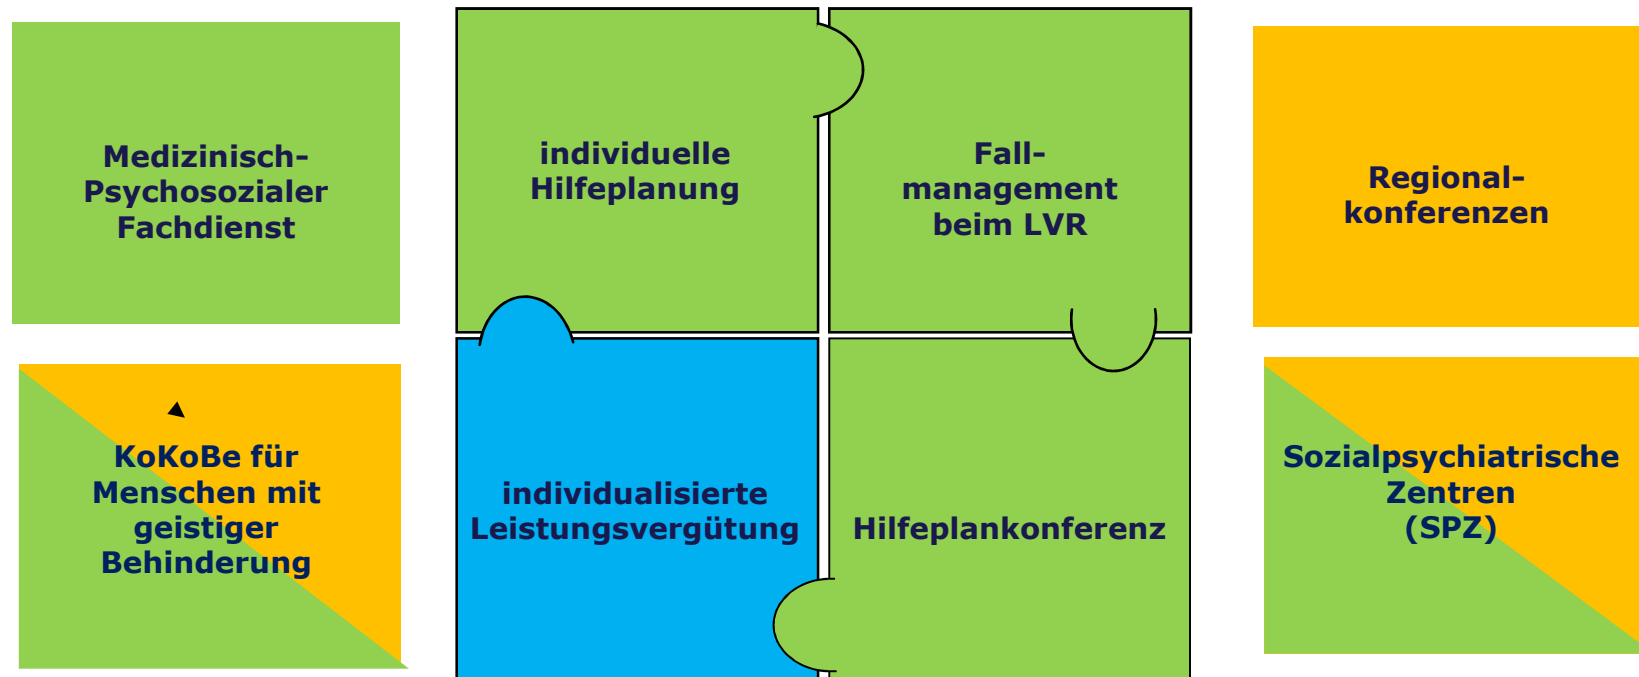 Medizinisch-
Psychosozialer
Fachdienst
individuelle
Hilfeplanung
Fall-
management
beim LVR
Regional-
konferenzen
KoKoBe für
Menschen mit
geistiger
Behinderung
individualisierte
Leistungsvergütung
Hilfeplankonferenz
Sozialpsychiatrische
Zentren
(SPZ)